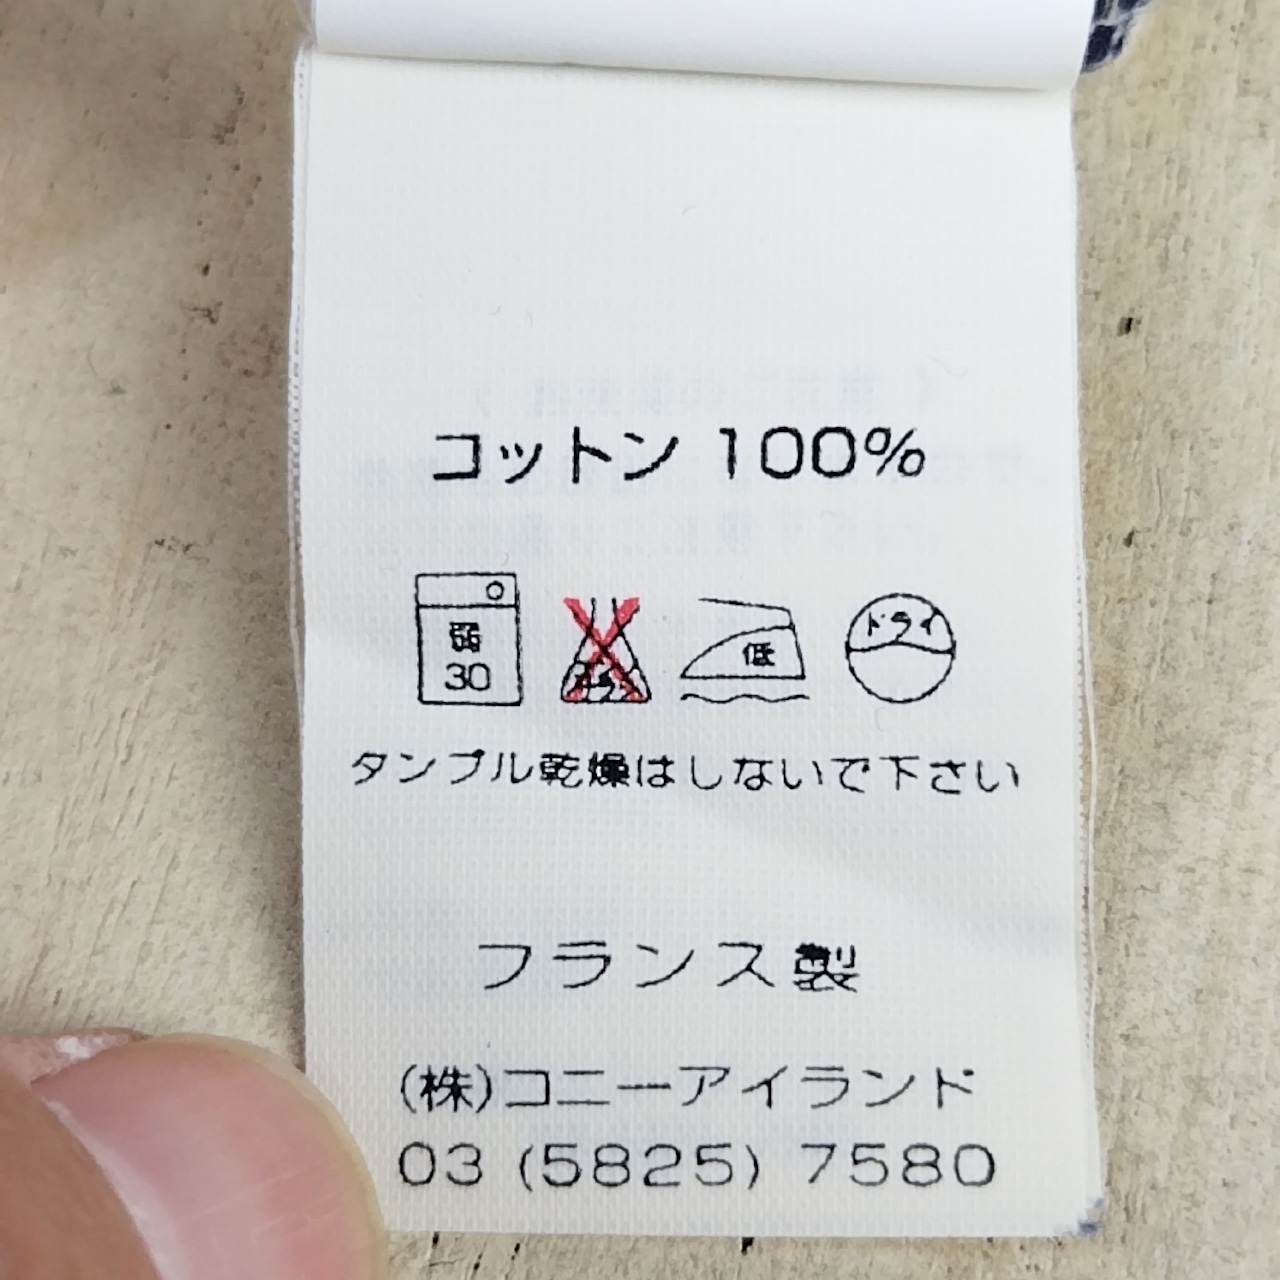 コットン 100%
弱
30
低
ドライ
タンブル乾燥はしないで下さい
フランス製
(株)コニーアイランド
03 (5825) 7580